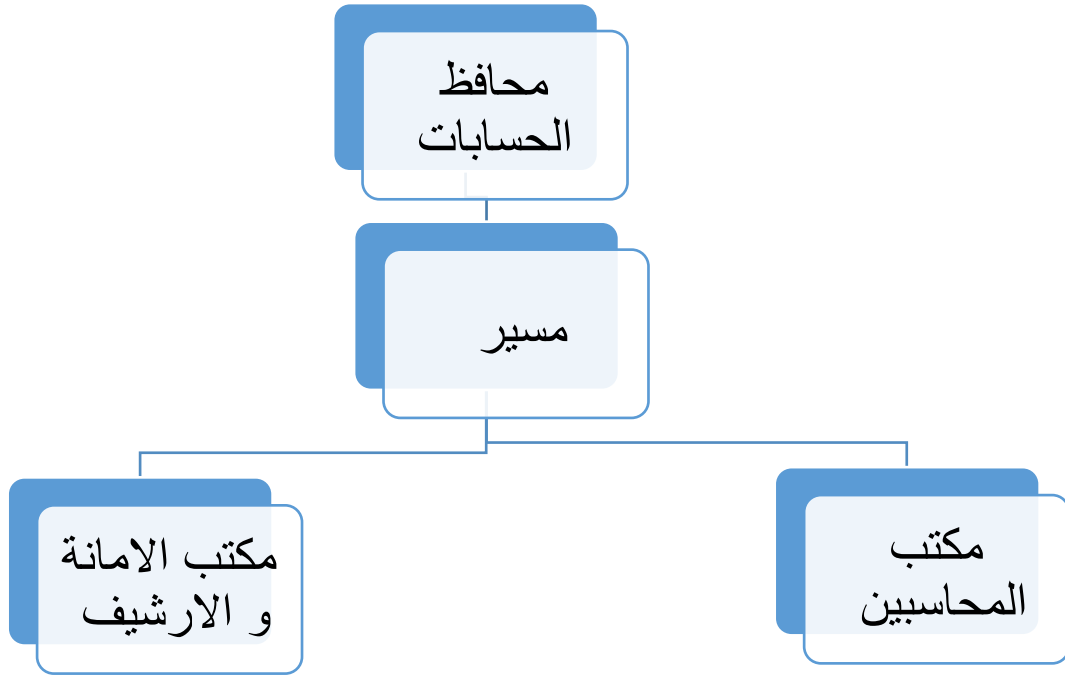 محافظ
الحسابات
مسير
مكتب
المحاسبين
مكتب الامانة
و الارشيف